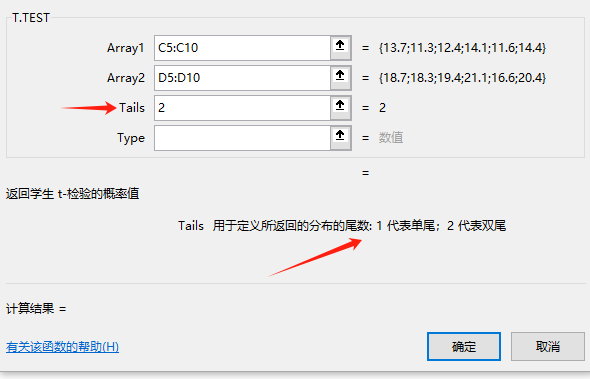 T.TEST
Array1 C5:C10 = {13.7;11.3;12.4;14.1;11.6;14.4}
Array2 D5:D10 = {18.7;18.3;19.4;21.1;16.6;20.4}
Tails 2 = 2
Type = 数值
=
返回学生 t-检验的概率值
Tails 用于定义所返回的分布的尾数: 1 代表单尾；2 代表双尾
计算结果 =
有关该函数的帮助(H) 确定 取消